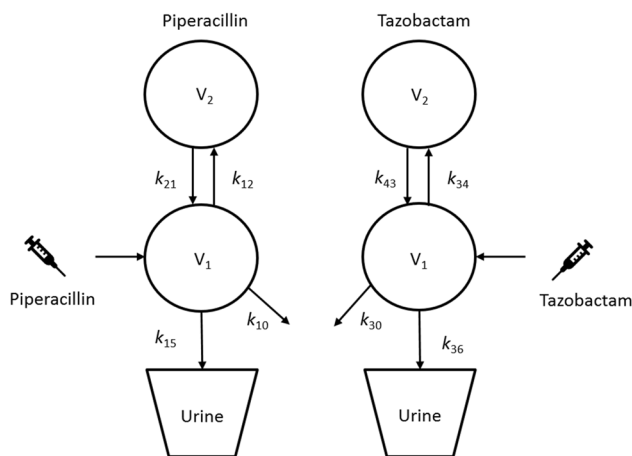 Piperacillin
Tazobactam
V₂
V₂
k₂₁
k₁₂
k₄₃
k₃₄
V₁
V₁
Piperacillin
Tazobactam
k₁₀
k₃₀
k₁₅
k₃₆
Urine
Urine